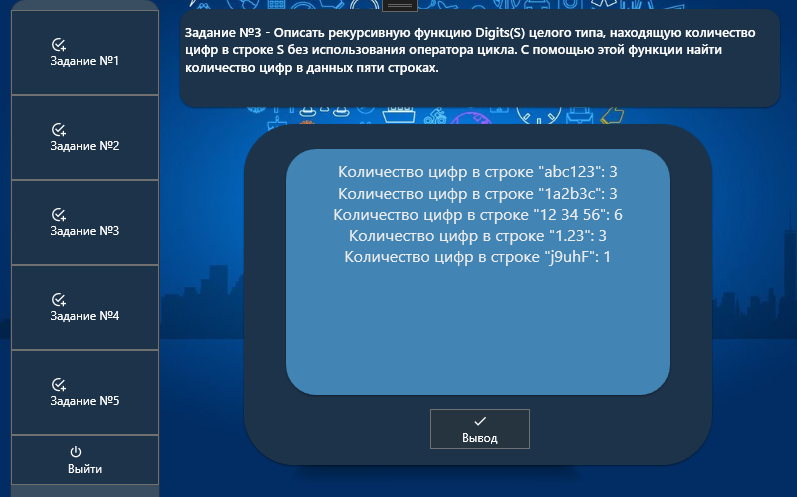 Задание №1
Задание №2
Задание №3
Задание №4
Задание №5
Выйти
Задание №3 - Описать рекурсивную функцию Digits(S) целого типа, находящую количество
цифр в строке S без использования оператора цикла. С помощью этой функции найти
количество цифр в данных пяти строках.
Количество цифр в строке "abc123": 3
Количество цифр в строке "1a2b3c": 3
Количество цифр в строке "12 34 56": 6
Количество цифр в строке "1.23": 3
Количество цифр в строке "j9uhF": 1
Вывод